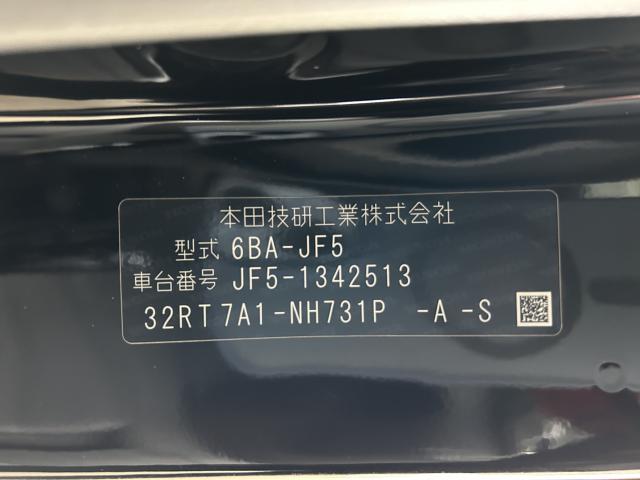 本田技研工業株式会社
型式 6BA-JF5
車台番号 JF5-1342513
32RT7A1-NH731P -A -S